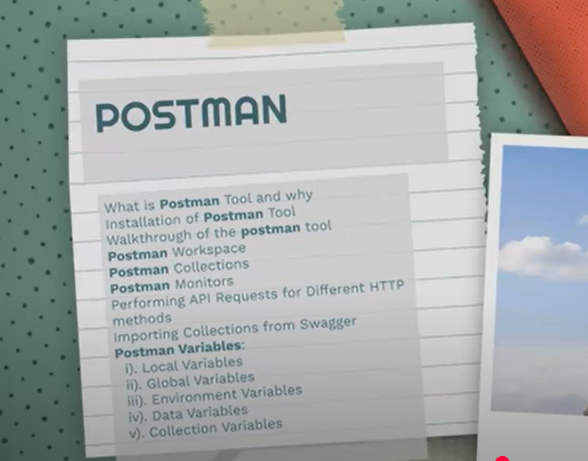 POSTMAN
What is Postman Tool and why
Installation of Postman Tool
Walkthrough of the postman tool
Postman Workspace
Postman Collections
Postman Monitors
Performing API Requests for Different HTTP
methods
Importing Collections from Swagger
Postman Variables:
i). Local Variables
ii). Global Variables
iii). Environment Variables
iv). Data Variables
v). Collection Variables